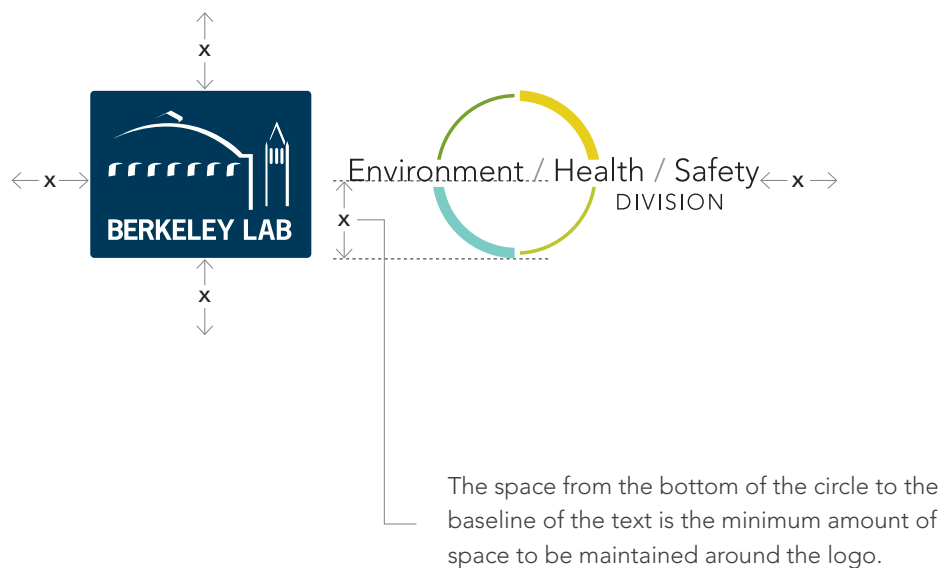 x
Environment / Health / Safety
x
x
DIVISION
x
BERKELEY LAB
x
The space from the bottom of the circle to the
baseline of the text is the minimum amount of
space to be maintained around the logo.